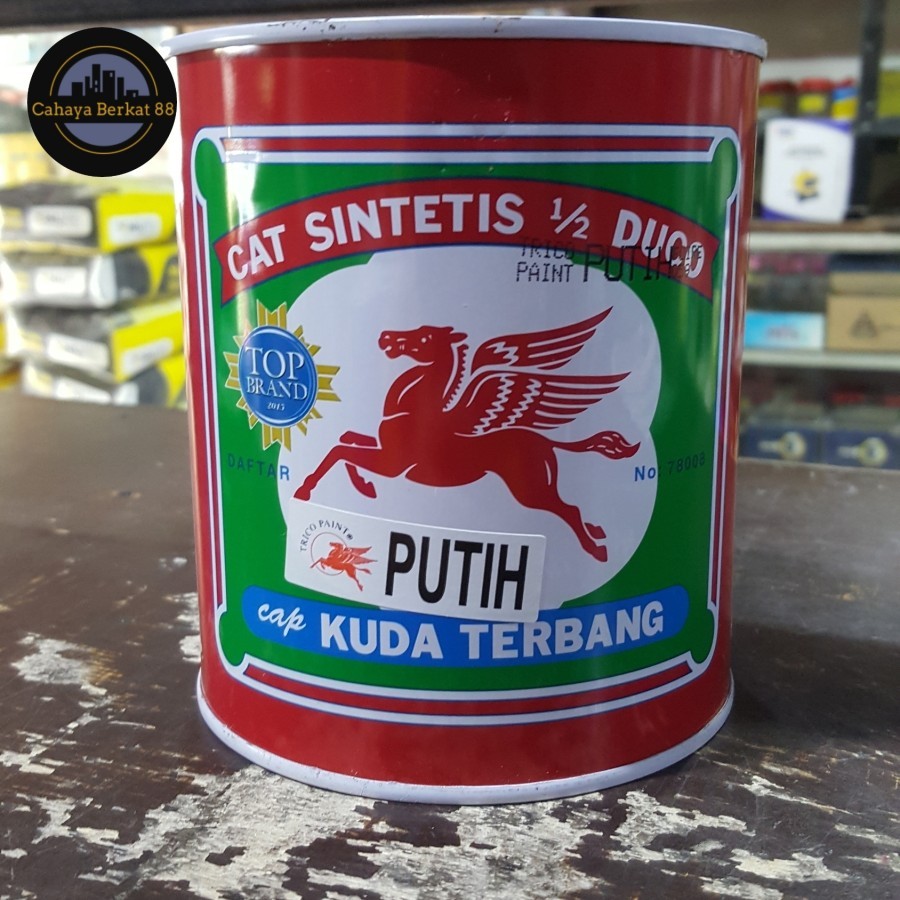 Cahaya Berkat 88
CAT SINTETIS 1/2 DUCO
TRICO
PAINT PUTIH
TOP
BRAND
2015
DAFTAR
No: 78008
TRICO PAINT®
PUTIH
cap KUDA TERBANG